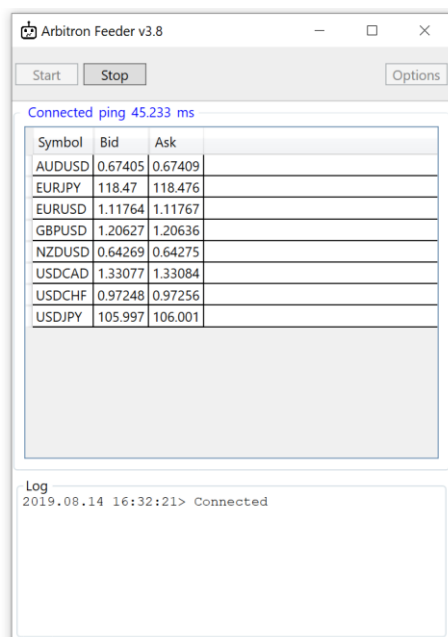 Arbitron Feeder v3.8
Start Stop Options
Connected ping 45.233 ms
Symbol Bid Ask
AUDUSD 0.67405 0.67409
EURJPY 118.47 118.476
EURUSD 1.11764 1.11767
GBPUSD 1.20627 1.20636
NZDUSD 0.64269 0.64275
USDCAD 1.33077 1.33084
USDCHF 0.97248 0.97256
USDJPY 105.997 106.001
Log
2019.08.14 16:32:21> Connected